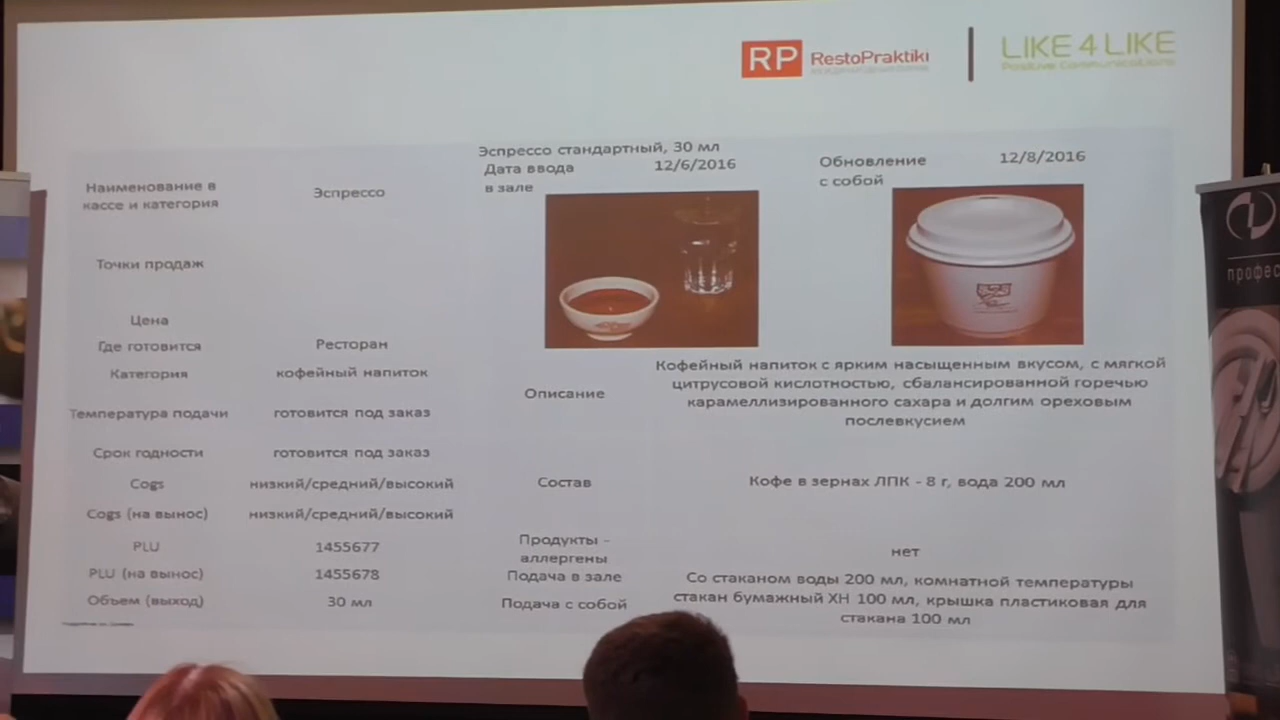 RP RestoPraktiki
LIKE 4 LIKE
Positive Communications
Эспрессо стандартный, 30 мл
Дата ввода 12/6/2016
в зале
Обновление 12/8/2016
с собой
Наименование в
кассе и категория
Эспрессо
Точки продаж
Цена
Где готовится Ресторан
Категория кофейный напиток
Температура подачи готовится под заказ
Срок годности готовится под заказ
Cogs низкий/средний/высокий
Cogs (на вынос) низкий/средний/высокий
PLU 1455677
PLU (на вынос) 1455678
Объем (выход) 30 мл
Описание
Кофейный напиток с ярким насыщенным вкусом, с мягкой
цитрусовой кислотностью, сбалансированной горечью
карамеллизированного сахара и долгим ореховым
послевкусием
Состав Кофе в зернах ЛПК - 8 г, вода 200 мл
Продукты -
аллергены
нет
Подача в зале Со стаканом воды 200 мл, комнатной температуры
Подача с собой стакан бумажный ХН 100 мл, крышка пластиковая для
стакана 100 мл
профес